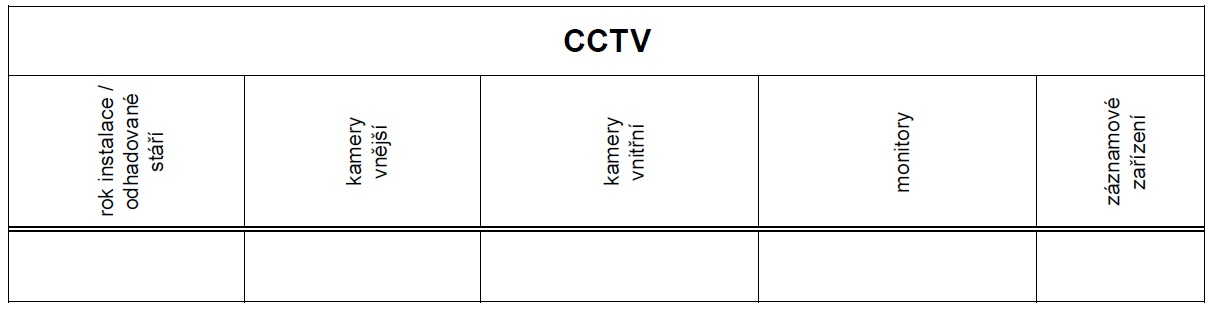 CCTV
rok instalace /
odhadované
stáří
kamery
vnější
kamery
vnitřní
monitory
záznamové
zařízení